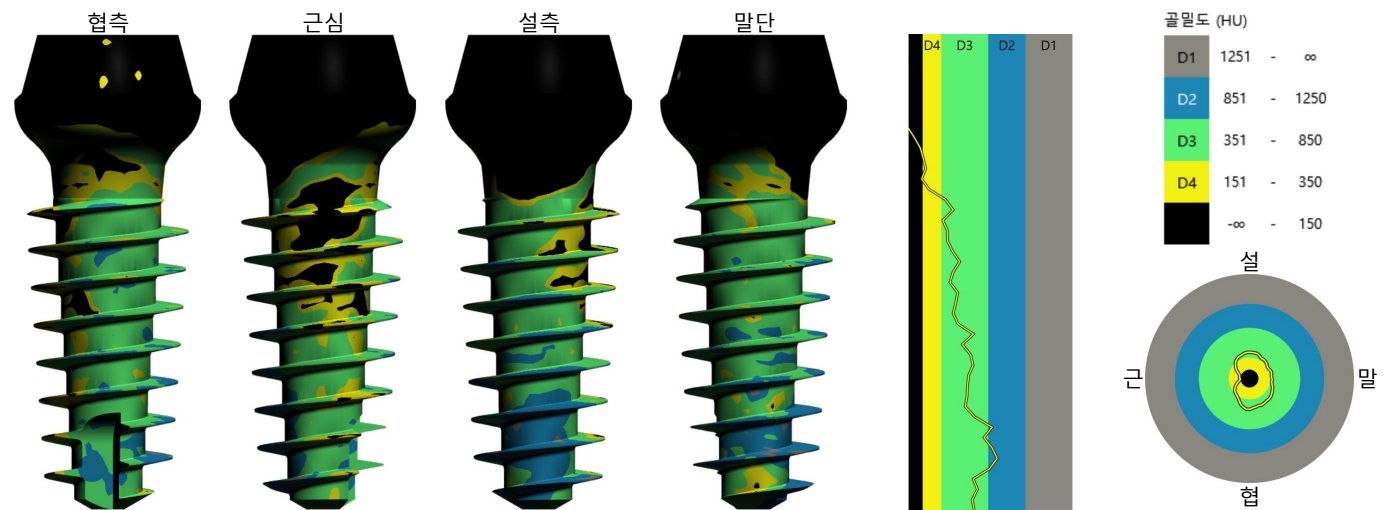 협측 근심 설측 말단
D4 D3 D2 D1
골밀도 (HU)
D1 1251 - ∞
D2 851 - 1250
D3 351 - 850
D4 151 - 350
-∞ - 150
설
근 말
협